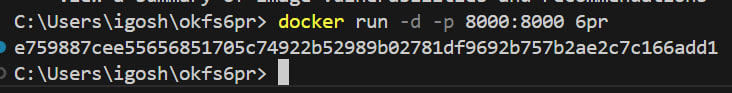 C:\Users\igosh\okfs6pr> docker run -d -p 8000:8000 6pr
e759887cee55656851705c74922b52989b02781df9692b757b2ae2c7c166add1
C:\Users\igosh\okfs6pr>